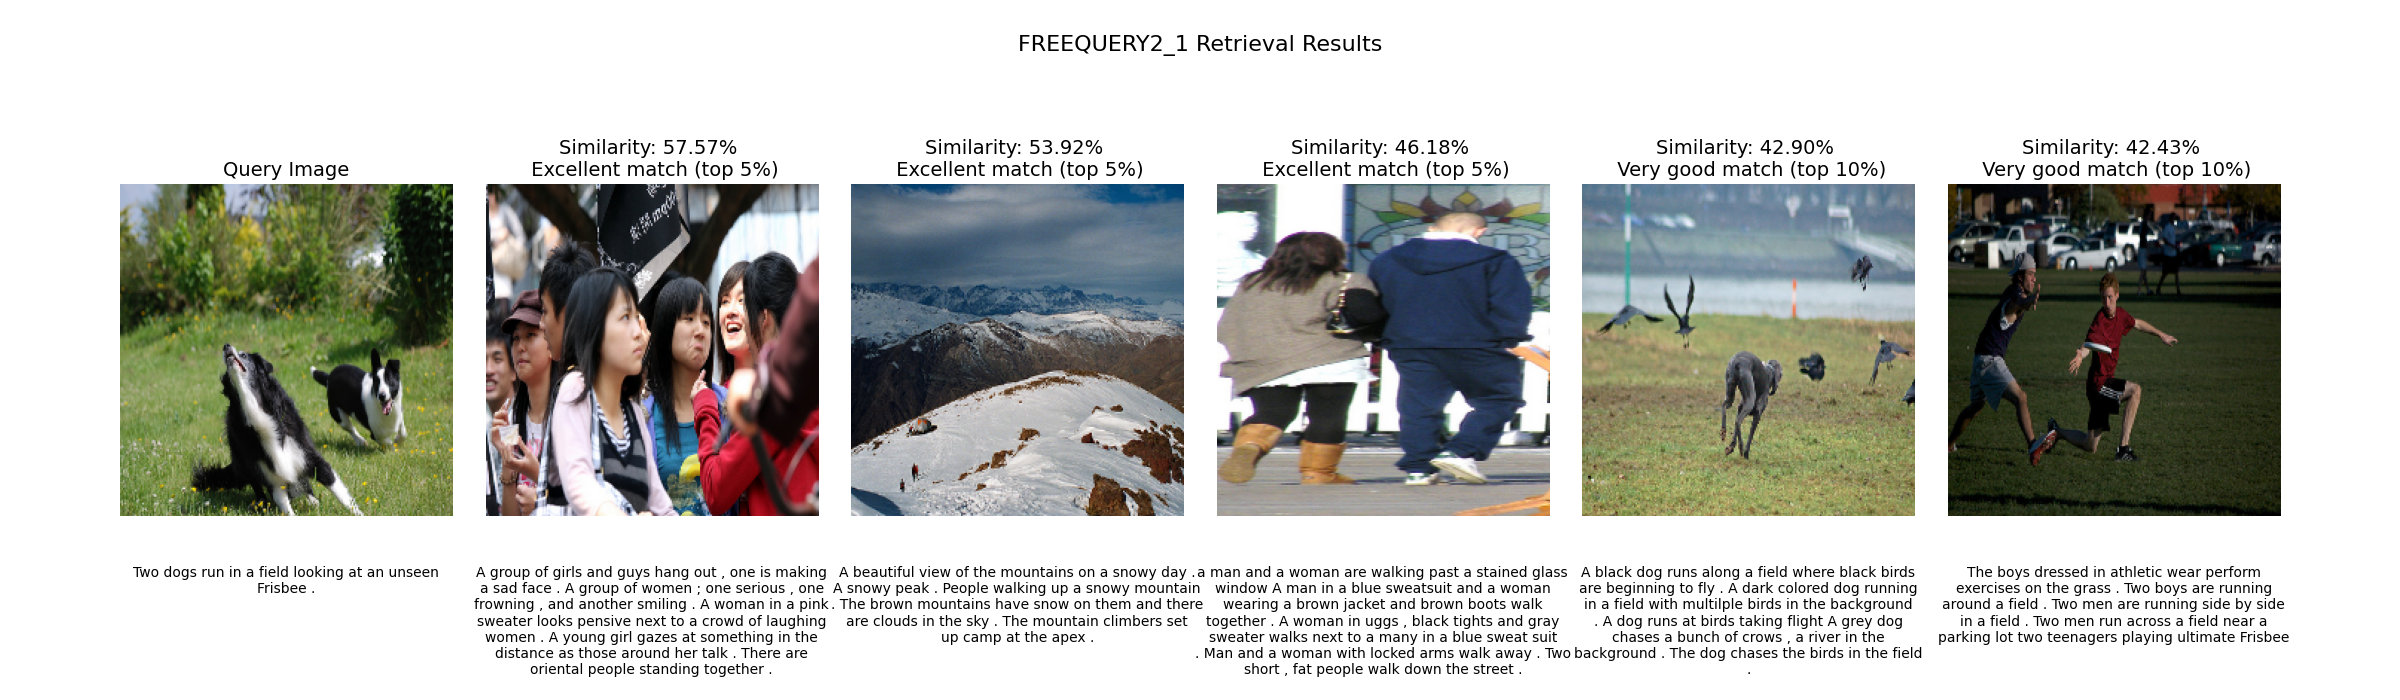 FREEQUERY2_1 Retrieval Results
Query Image
Similarity: 57.57%
Excellent match (top 5%)
Similarity: 53.92%
Excellent match (top 5%)
Similarity: 46.18%
Excellent match (top 5%)
Similarity: 42.90%
Very good match (top 10%)
Similarity: 42.43%
Very good match (top 10%)
Two dogs run in a field looking at an unseen
Frisbee .
A group of girls and guys hang out , one is making
a sad face . A group of women ; one serious , one
frowning , and another smiling . A woman in a pink
sweater looks pensive next to a crowd of laughing
women . A young girl gazes at something in the
distance as those around her talk . There are
oriental people standing together .
A beautiful view of the mountains on a snowy day .
A snowy peak . People walking up a snowy mountain
. The brown mountains have snow on them and there
are clouds in the sky . The mountain climbers set
up camp at the apex .
a man and a woman are walking past a stained glass
window A man in a blue sweatsuit and a woman
wearing a brown jacket and brown boots walk
together . A woman in uggs , black tights and gray
sweater walks next to a many in a blue sweat suit
. Man and a woman with locked arms walk away . Two
short , fat people walk down the street .
A black dog runs along a field where black birds
are beginning to fly . A dark colored dog running
in a field with multilple birds in the background
. A dog runs at birds taking flight A grey dog
chases a bunch of crows , a river in the
background . The dog chases the birds in the field
.
The boys dressed in athletic wear perform
exercises on the grass . Two boys are running
around a field . Two men are running side by side
in a field . Two men run across a field near a
parking lot two teenagers playing ultimate Frisbee